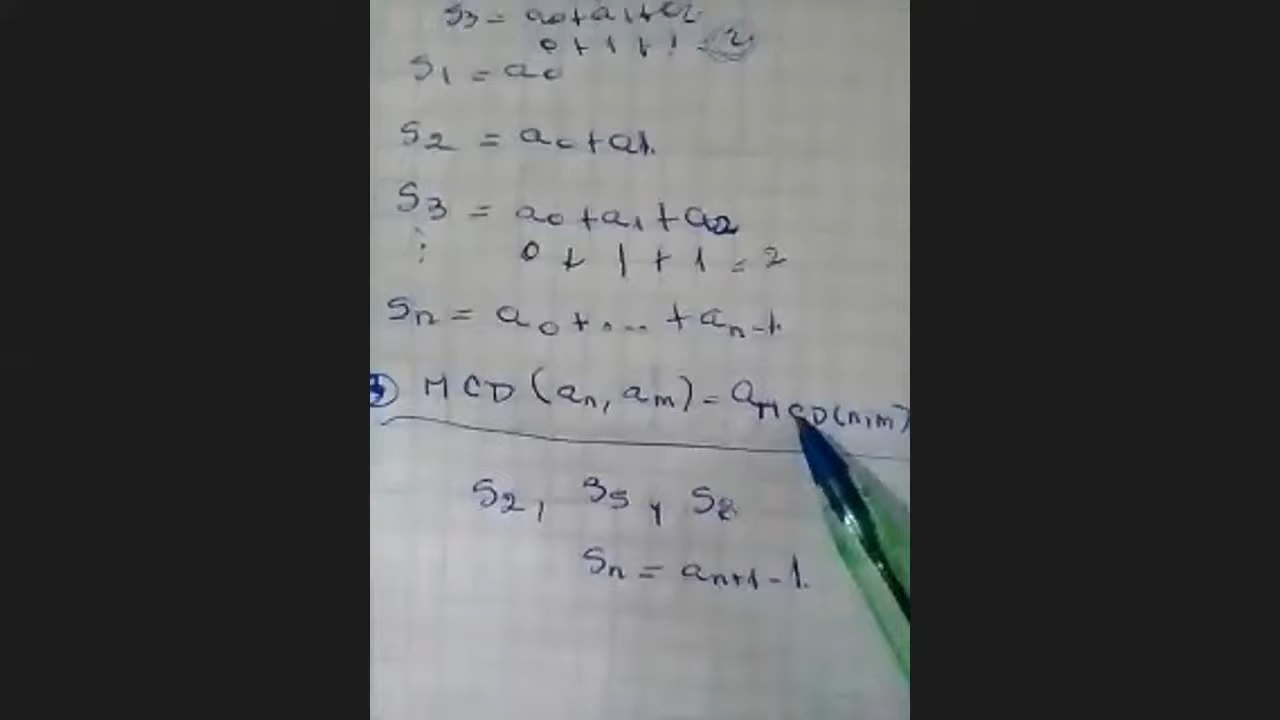 S3 = a0+a1+a2
0 + 1 + 1 = 2
S1 = a0
S2 = a0+a1.
S3 = a0+a1+a2
⋮ 0 + 1 + 1 = 2
Sn = a0+...+an-1.
MCD (an, am) = aMCD(n,m)
S2, S5 y S8
Sn = an+1-1.